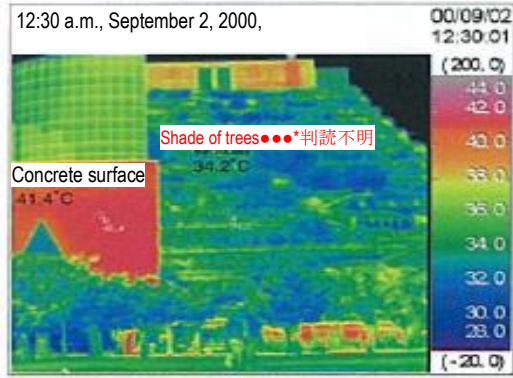 12:30 a.m., September 2, 2000,
00/09/02
12:30:01
(200.0)
44.0
42.0
40.0
38.0
36.0
34.0
32.0
30.0
28.0
(-20.0)
Shade of trees●●●*判読不明
34.2°C
Concrete surface
41.4°C